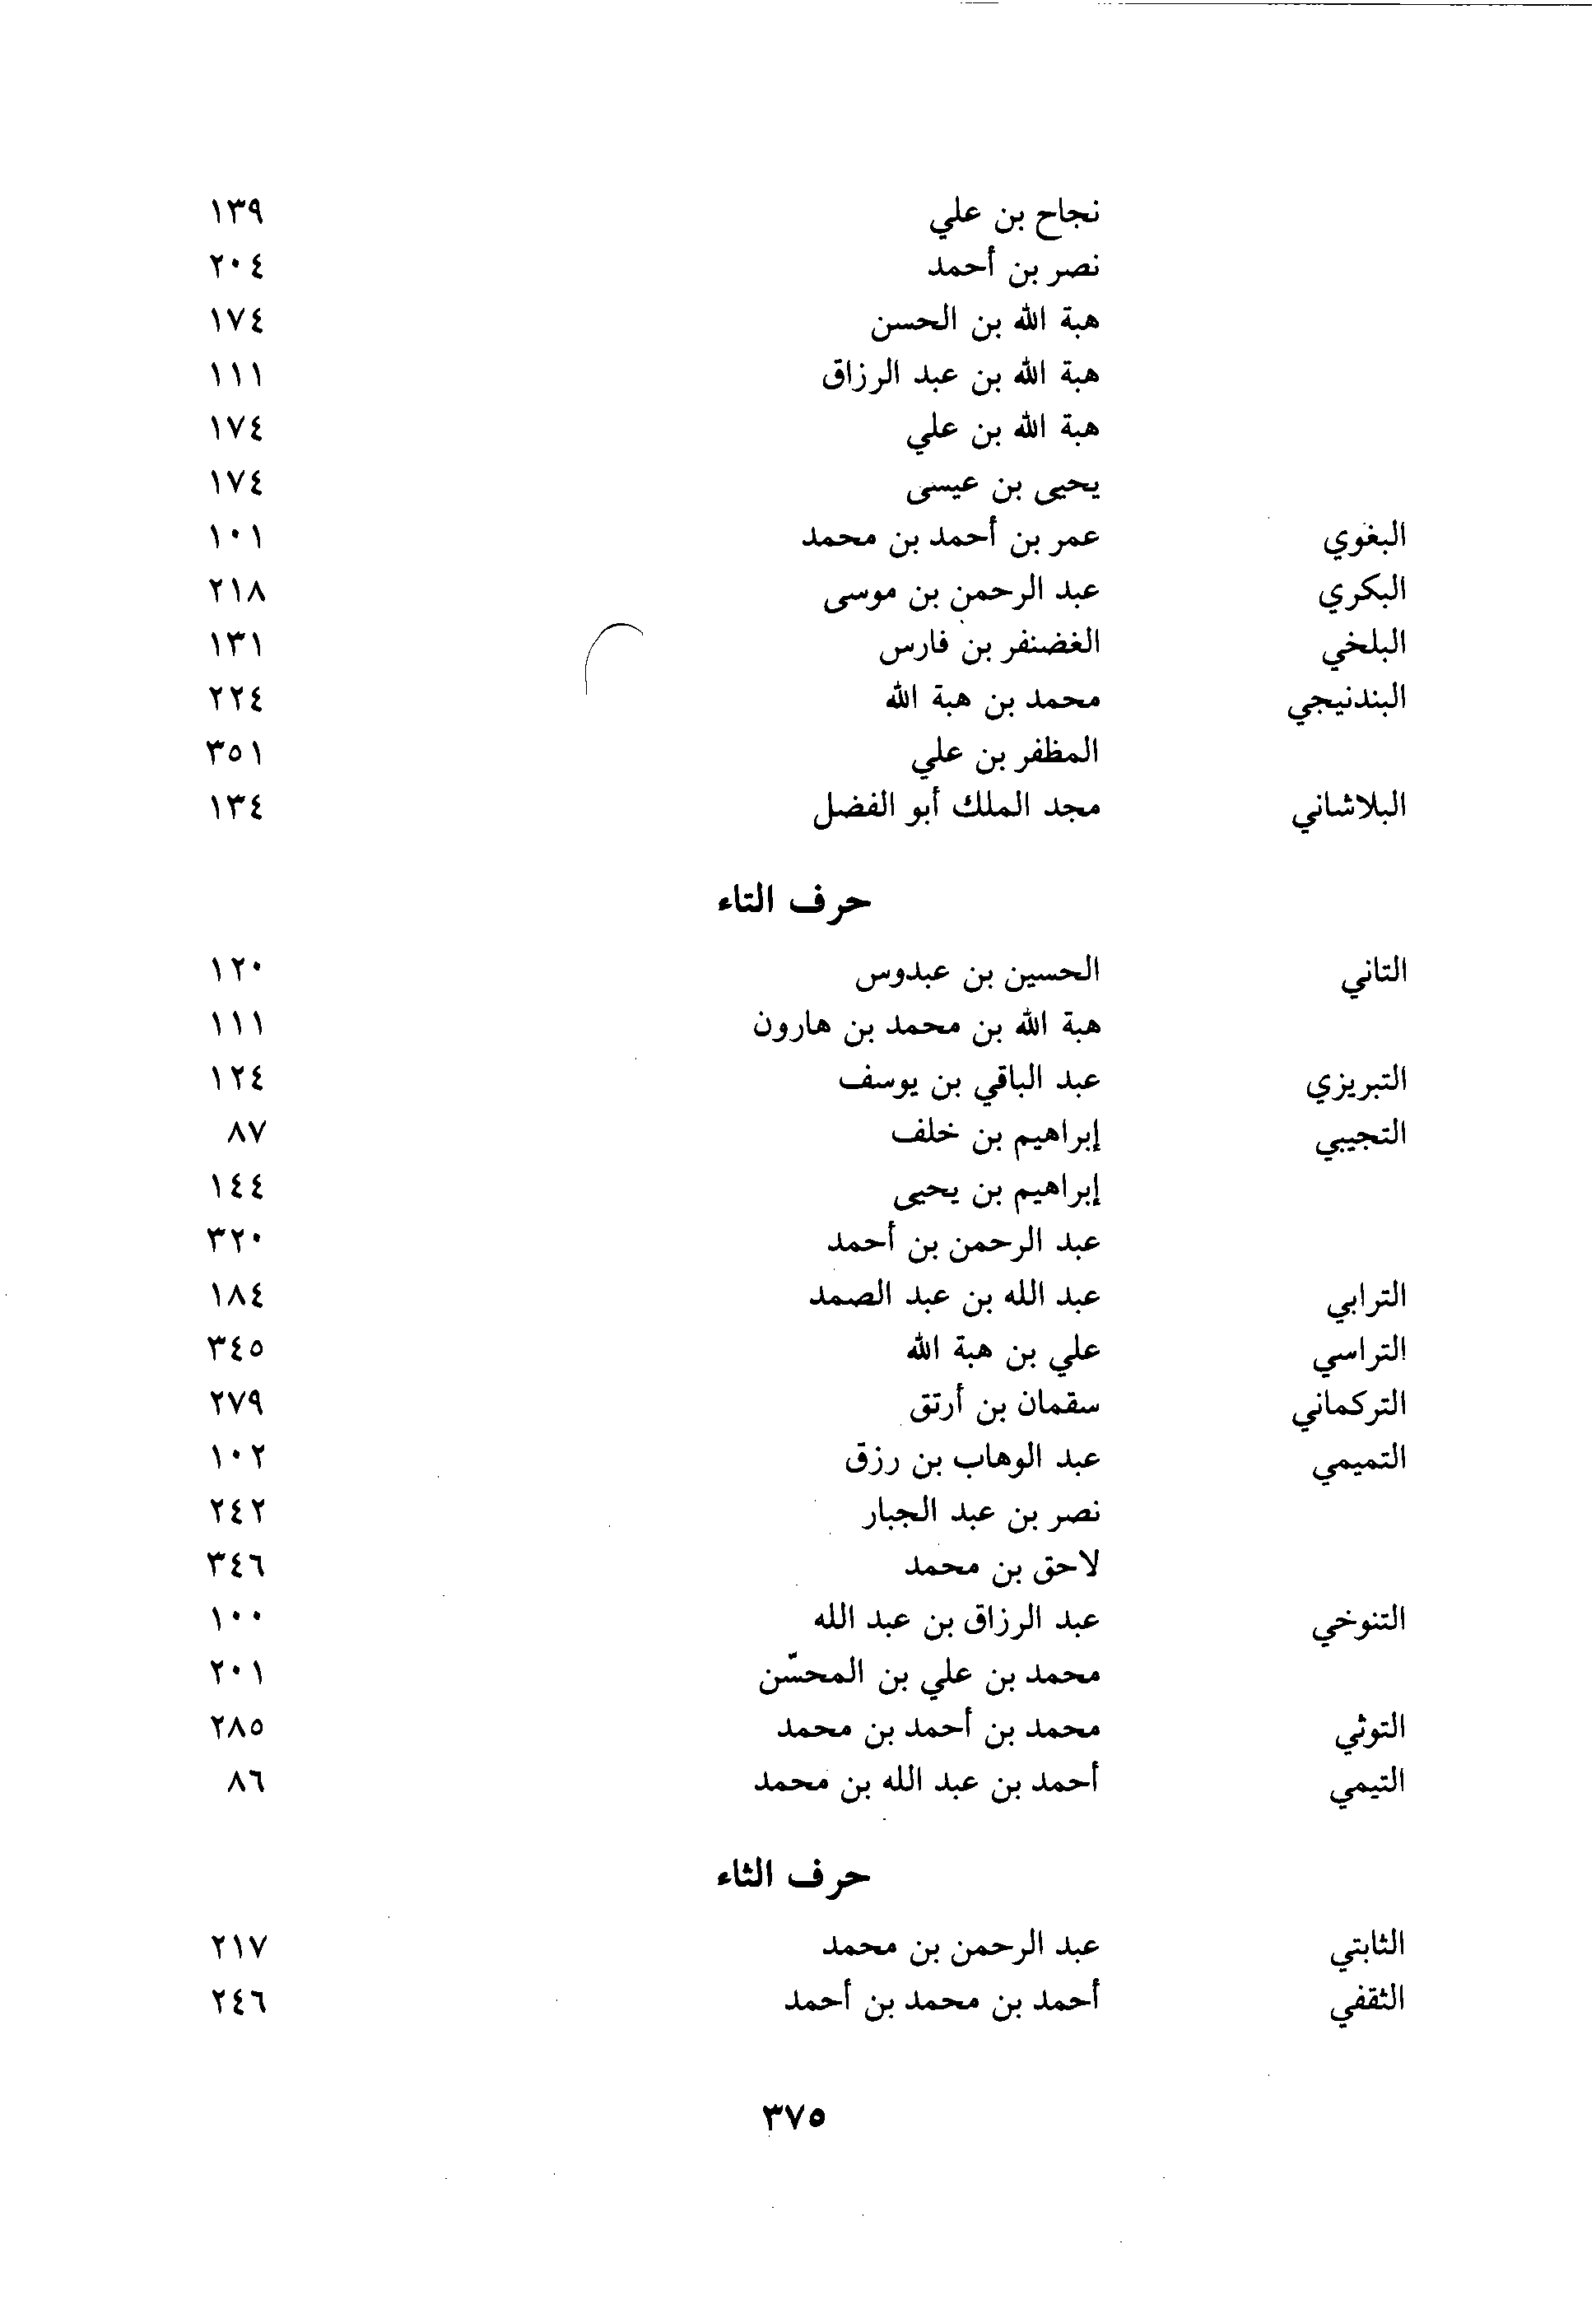 نجاح بن علي ١٣٩
نصر بن أحمد ٢٠٤
هبة الله بن الحسن ١٧٤
هبة الله بن عبد الرزاق ١١١
هبة الله بن علي ١٧٤
يحيى بن عيسى ١٧٤
البغوي عمر بن أحمد بن محمد ١٠١
البكري عبد الرحمن بن موسى ٢١٨
البلخي الغضنفر بن فارس ١٣١
البندنيجي محمد بن هبة الله ٢٢٤
المظفر بن علي ٣٥١
البلاشاني مجد الملك أبو الفضل ١٣٤
حرف التاء
التاني الحسين بن عبدوس ١٢٠
هبة الله بن محمد بن هارون ١١١
التبريزي عبد الباقي بن يوسف ١٢٤
التجيبي إبراهيم بن خلف ٨٧
إبراهيم بن يحيى ١٤٤
عبد الرحمن بن أحمد ٣٢٠
الترابي عبد الله بن عبد الصمد ١٨٤
التراسي علي بن هبة الله ٣٤٥
التركماني سقمان بن أرتق ٢٧٩
التميمي عبد الوهاب بن رزق ١٠٢
نصر بن عبد الجبار ٢٤٢
لاحق بن محمد ٣٤٦
التنوخي عبد الرزاق بن عبد الله ١٠٠
محمد بن علي بن المحسّن ٢٠١
التوثي محمد بن أحمد بن محمد ٢٨٥
التيمي أحمد بن عبد الله بن محمد ٨٦
حرف الثاء
الثابتي عبد الرحمن بن محمد ٢١٧
الثقفي أحمد بن محمد بن أحمد ٢٤٦
٣٧٥